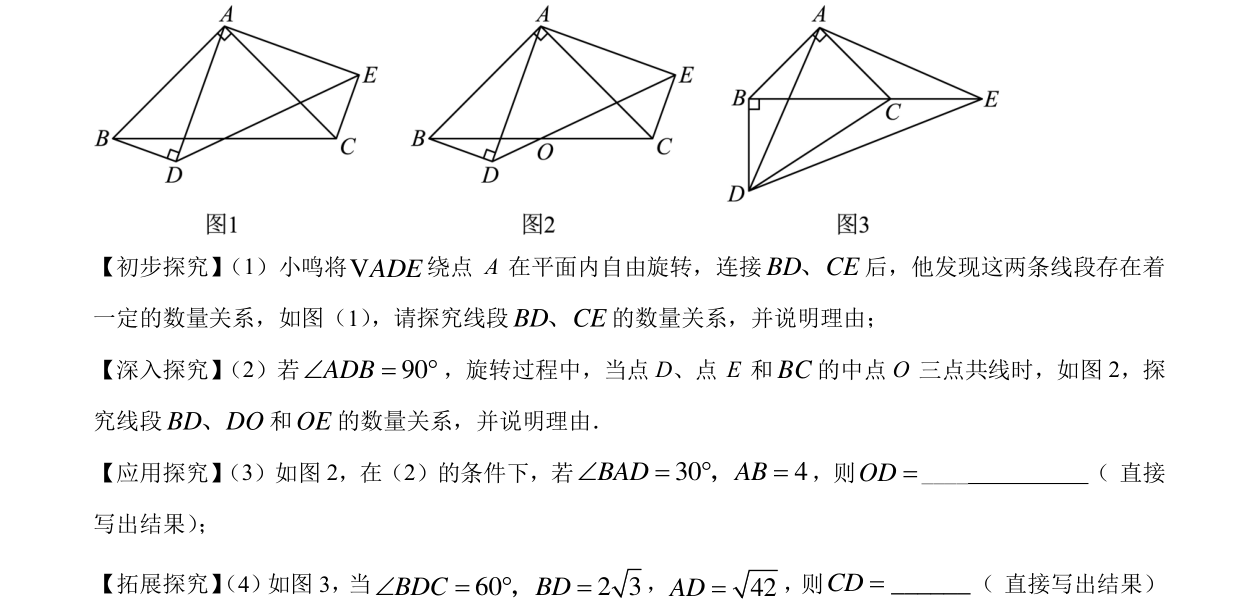 A A A
E E
B C B O C B C E
D D D
图1 图2 图3
【初步探究】（1）小鸣将VADE绕点 A 在平面内自由旋转，连接BD、CE后，他发现这两条线段存在着
一定的数量关系，如图（1），请探究线段BD、CE的数量关系，并说明理由；
【深入探究】（2）若∠ADB=90°，旋转过程中，当点D、点 E 和BC的中点O 三点共线时，如图2，探
究线段BD、DO和OE的数量关系，并说明理由．
【应用探究】（3）如图2，在（2）的条件下，若∠BAD=30°，AB=4，则OD=______________（ 直接
写出结果）；
【拓展探究】（4）如图3，当∠BDC=60°，BD=2√3，AD=√42，则CD=_______（ 直接写出结果）